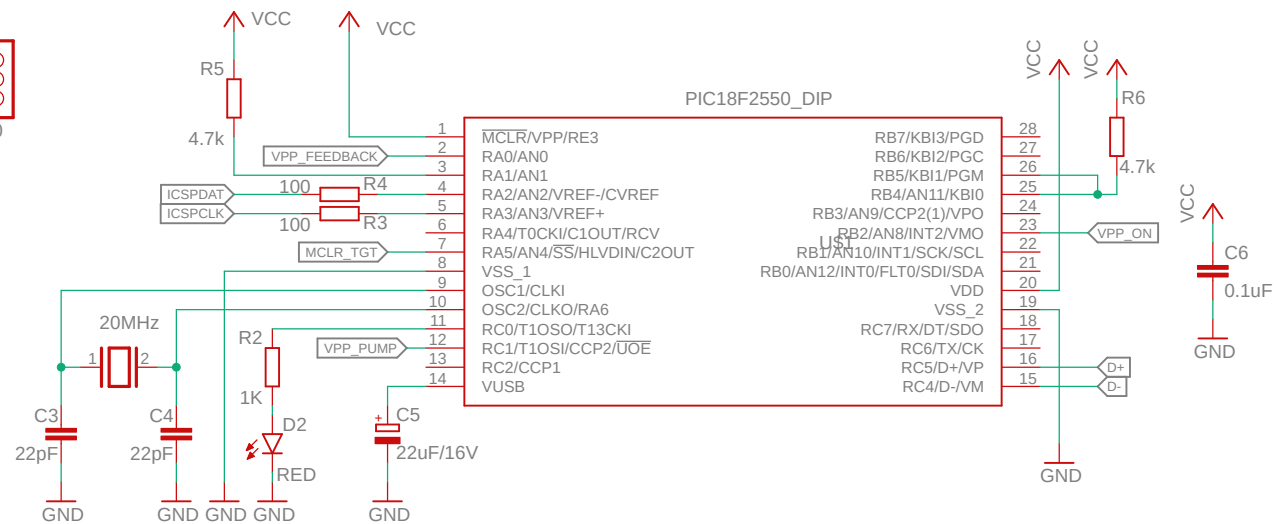 VCC
VCC
R5
4.7k
0
VPP_FEEDBACK
ICSPDAT
100
R4
ICSPCLK
100
R3
MCLR_TGT
20MHz
1
2
C3
22pF
C4
22pF
R2
1K
D2
RED
VPP_PUMP
C5
+
22uF/16V
GND
GND
GND
GND
GND
PIC18F2550_DIP
1 MCLR/VPP/RE3
2 RA0/AN0
3 RA1/AN1
4 RA2/AN2/VREF-/CVREF
5 RA3/AN3/VREF+
6 RA4/T0CKI/C1OUT/RCV
7 RA5/AN4/SS/HLVDIN/C2OUT
8 VSS_1
9 OSC1/CLKI
10 OSC2/CLKO/RA6
11 RC0/T1OSO/T13CKI
12 RC1/T1OSI/CCP2/UOE
13 RC2/CCP1
14 VUSB
U$1
RB7/KBI3/PGD 28
RB6/KBI2/PGC 27
RB5/KBI1/PGM 26
RB4/AN11/KBI0 25
RB3/AN9/CCP2(1)/VPO 24
RB2/AN8/INT2/VMO 23
RB1/AN10/INT1/SCK/SCL 22
RB0/AN12/INT0/FLT0/SDI/SDA 21
VDD 20
VSS_2 19
RC7/RX/DT/SDO 18
RC6/TX/CK 17
RC5/D+/VP 16
RC4/D-/VM 15
VCC
VCC
R6
4.7k
VPP_ON
D+
D-
GND
VCC
C6
0.1uF
GND